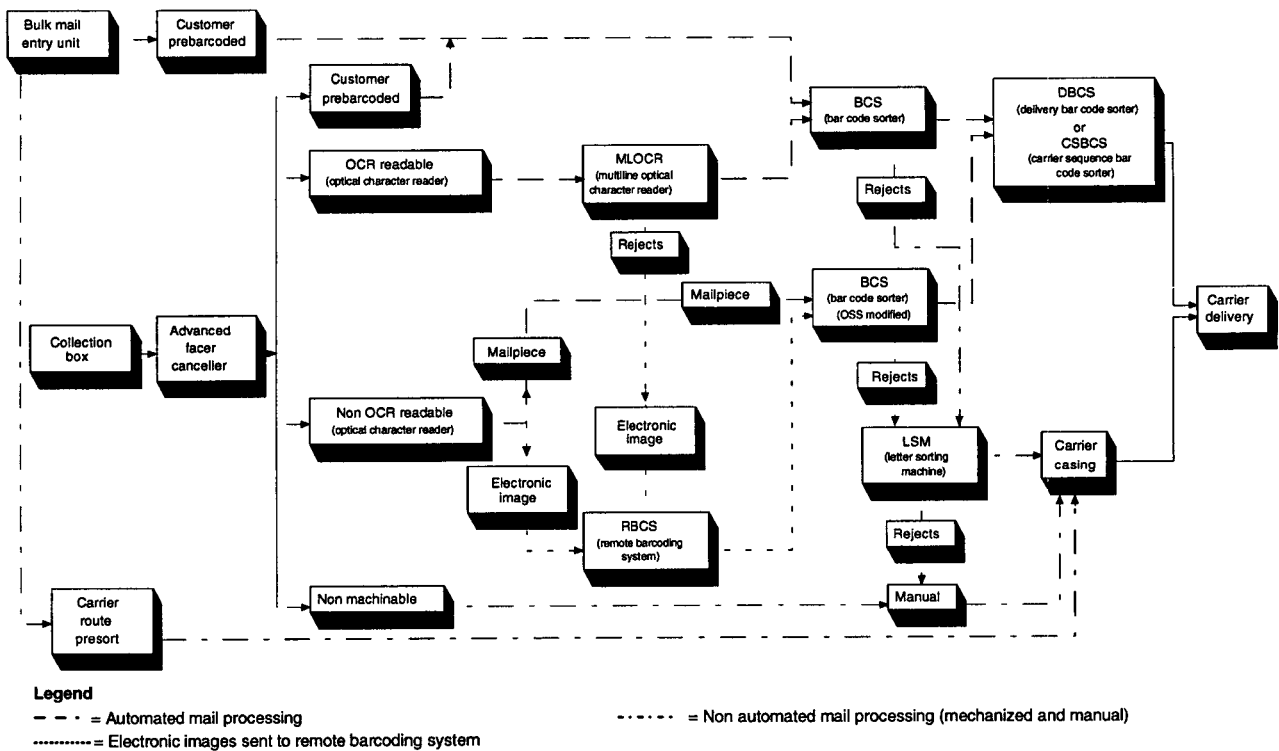 Bulk mail
entry unit
Customer
prebarcoded
Customer
prebarcoded
BCS
(bar code sorter)
DBCS
(delivery bar code sorter)
or
CSBCS
(carrier sequence bar
code sorter)
OCR readable
(optical character reader)
MLOCR
(multiline optical
character reader)
Rejects
Rejects
Mailpiece
BCS
(bar code sorter)
(OSS modified)
Carrier
delivery
Collection
box
Advanced
facer
canceller
Mailpiece
Rejects
Non OCR readable
(optical character reader)
Electronic
image
LSM
(letter sorting
machine)
Carrier
casing
Electronic
image
RBCS
(remote barcoding
system)
Rejects
Non machinable
Manual
Carrier
route
presort
Legend
= Automated mail processing
= Non automated mail processing (mechanized and manual)
= Electronic images sent to remote barcoding system